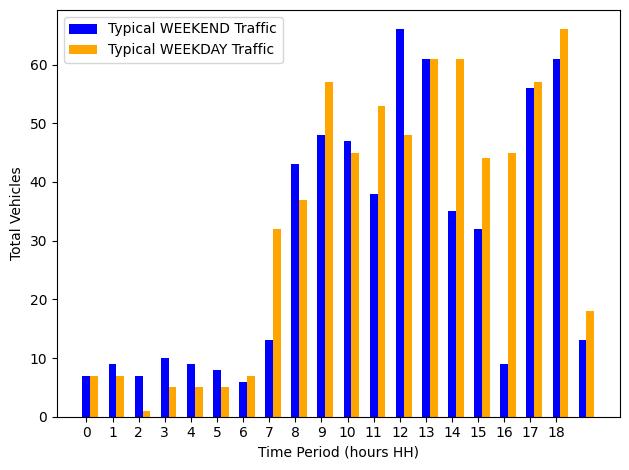 Typical WEEKEND Traffic
Typical WEEKDAY Traffic
60
50
40
30
20
10
0
Total Vehicles
0 1 2 3 4 5 6 7 8 9 10 11 12 13 14 15 16 17 18
Time Period (hours HH)